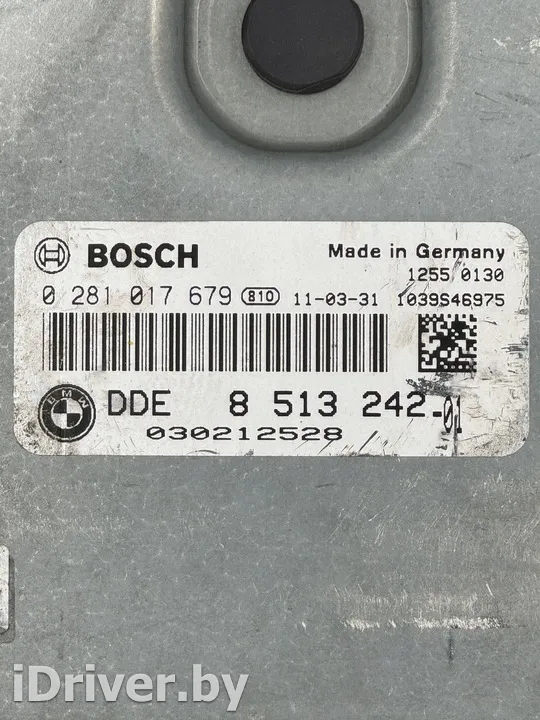 BOSCH Made in Germany
1255 0130
0 281 017 679 810 11-03-31 1039S46975
BMW DDE 8 513 242-01
030212528
iDriver.by